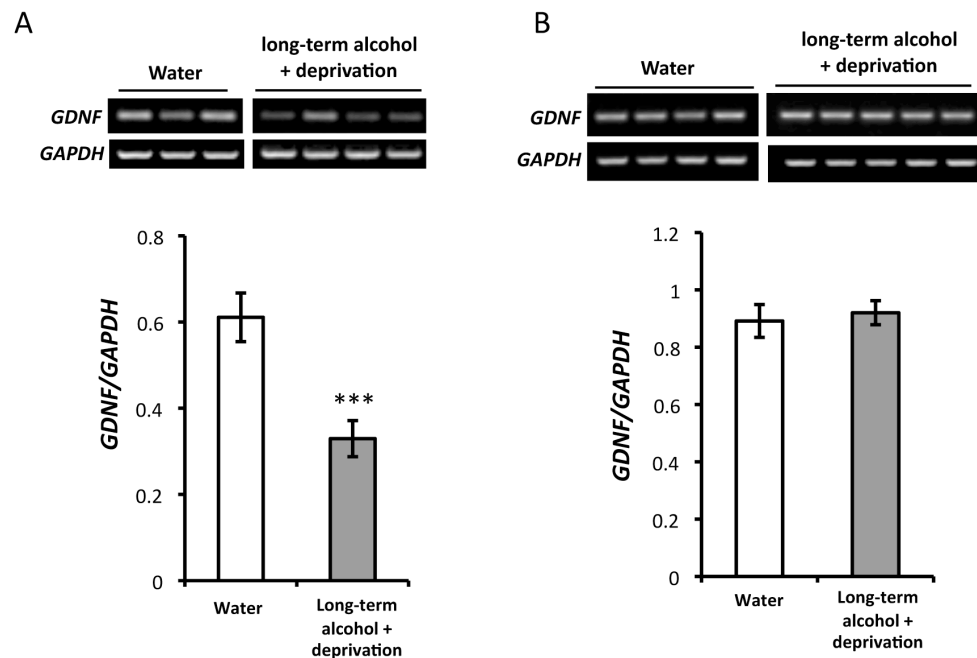 A
Water
long-term alcohol
+ deprivation
GDNF
GAPDH
0.8
0.6
0.4
0.2
0
GDNF/GAPDH
***
Water
Long-term
alcohol +
deprivation
B
Water
long-term alcohol
+ deprivation
GDNF
GAPDH
1.2
1
0.8
0.6
0.4
0.2
0
GDNF/GAPDH
Water
Long-term
alcohol +
deprivation